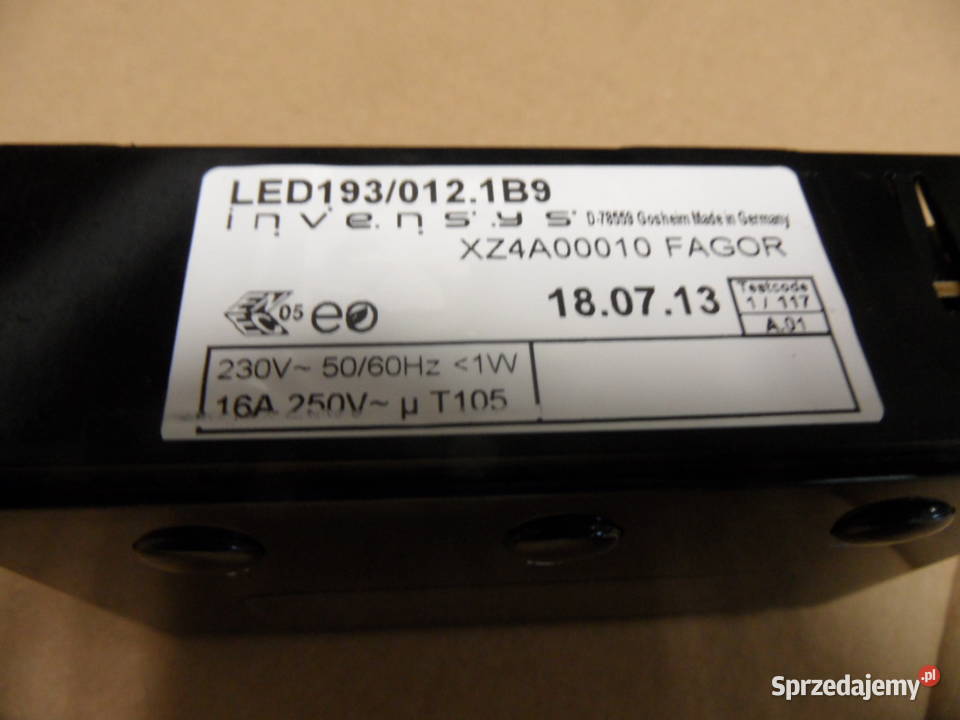 LED193/012.1B9
invensys D-78559 Gosheim Made in Germany
XZ4A00010 FAGOR
05
18.07.13
Testcode
1 / 117
A.01
230V~ 50/60Hz <1W
16A 250V~ µ T105
Sprzedajemy.pl